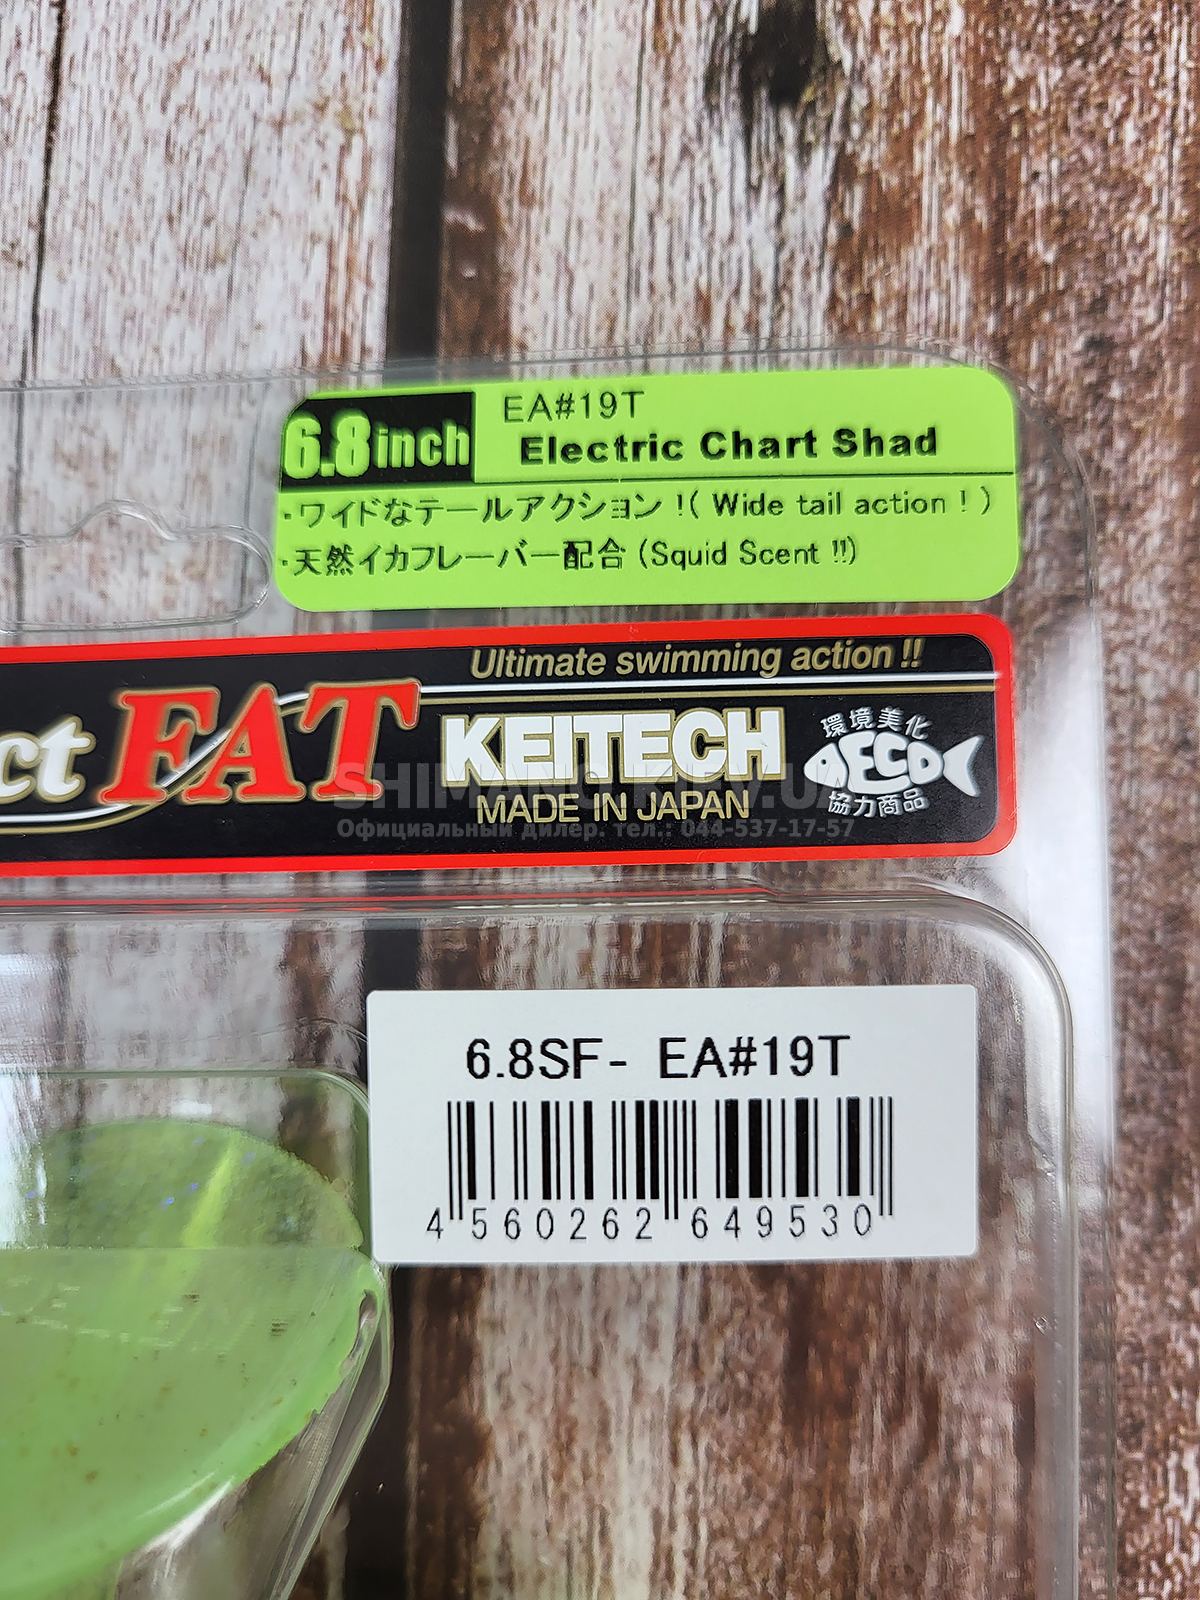 6.8inch
EA#19T
Electric Chart Shad
・ワイドなテールアクション !( Wide tail action ! )
・天然イカフレーバー配合 (Squid Scent !!)
Ultimate swimming action !!
ct FAT KEITECH
MADE IN JAPAN
環境美化
ECO
協力商品
SHIMANO.KIEV.UA
Официальный дилер. тел.: 044-537-17-57
6.8SF- EA#19T
4 560262 649530